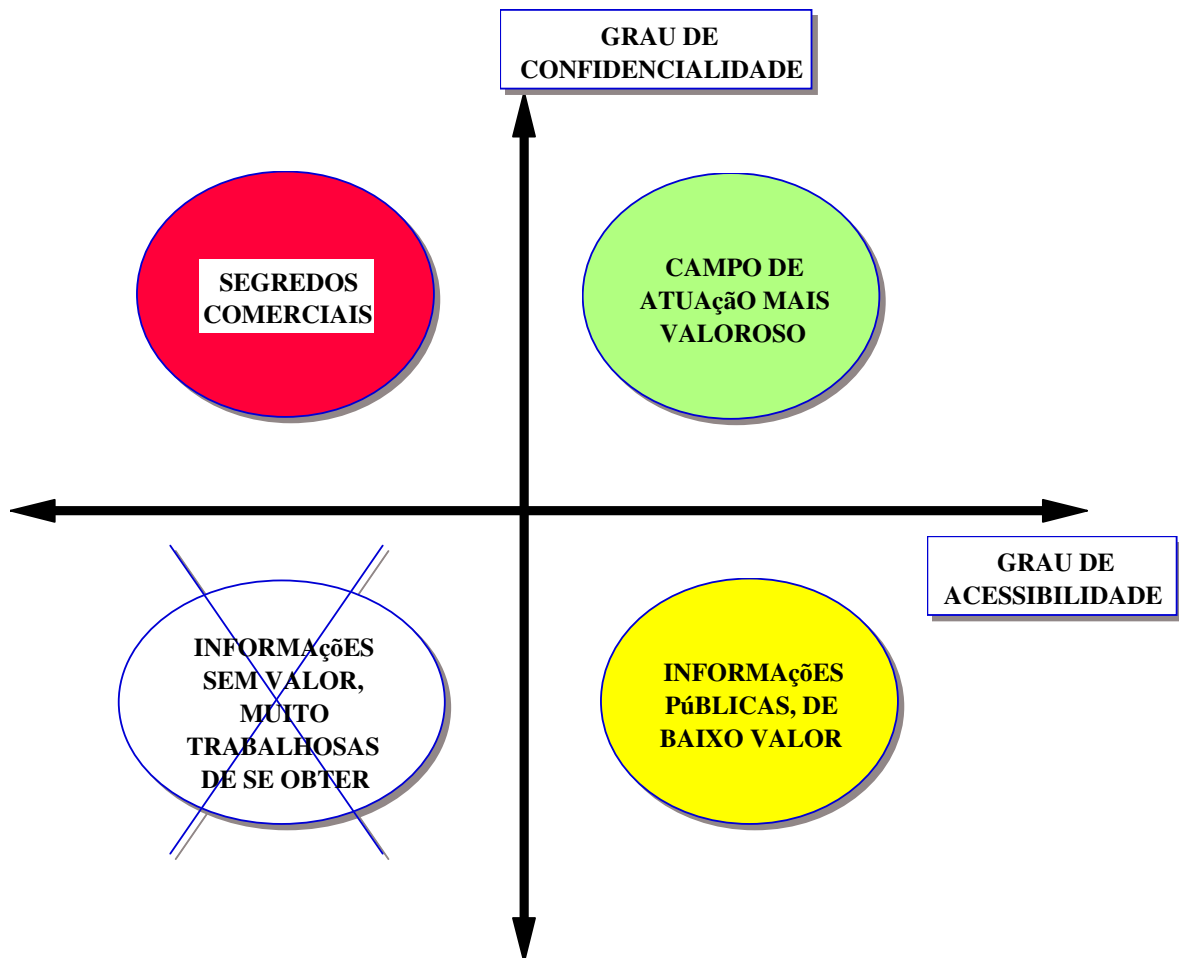 GRAU DE
CONFIDENCIALIDADE
SEGREDOS
COMERCIAIS
CAMPO DE
ATUAçãO MAIS
VALOROSO
GRAU DE
ACESSIBILIDADE
INFORMAçõES
SEM VALOR,
MUITO
TRABALHOSAS
DE SE OBTER
INFORMAçõES
PúBLICAS, DE
BAIXO VALOR